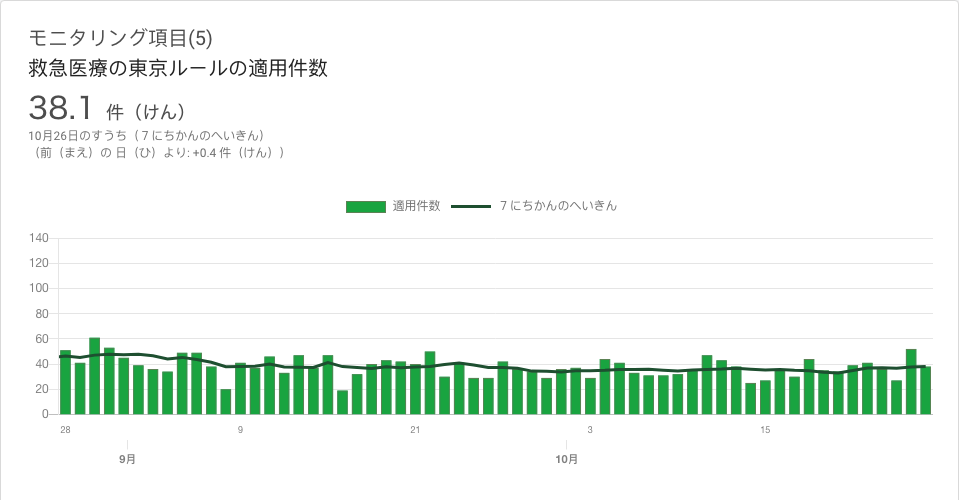 モニタリング項目(5)
救急医療の東京ルールの適用件数
38.1 件（けん）
10月26日のすうち（７にちかんのへいきん）
（前（まえ）の 日（ひ）より: +0.4 件（けん））
適用件数 ７にちかんのへいきん
140
120
100
80
60
40
20
0
28 9 21 3 15
9月 10月